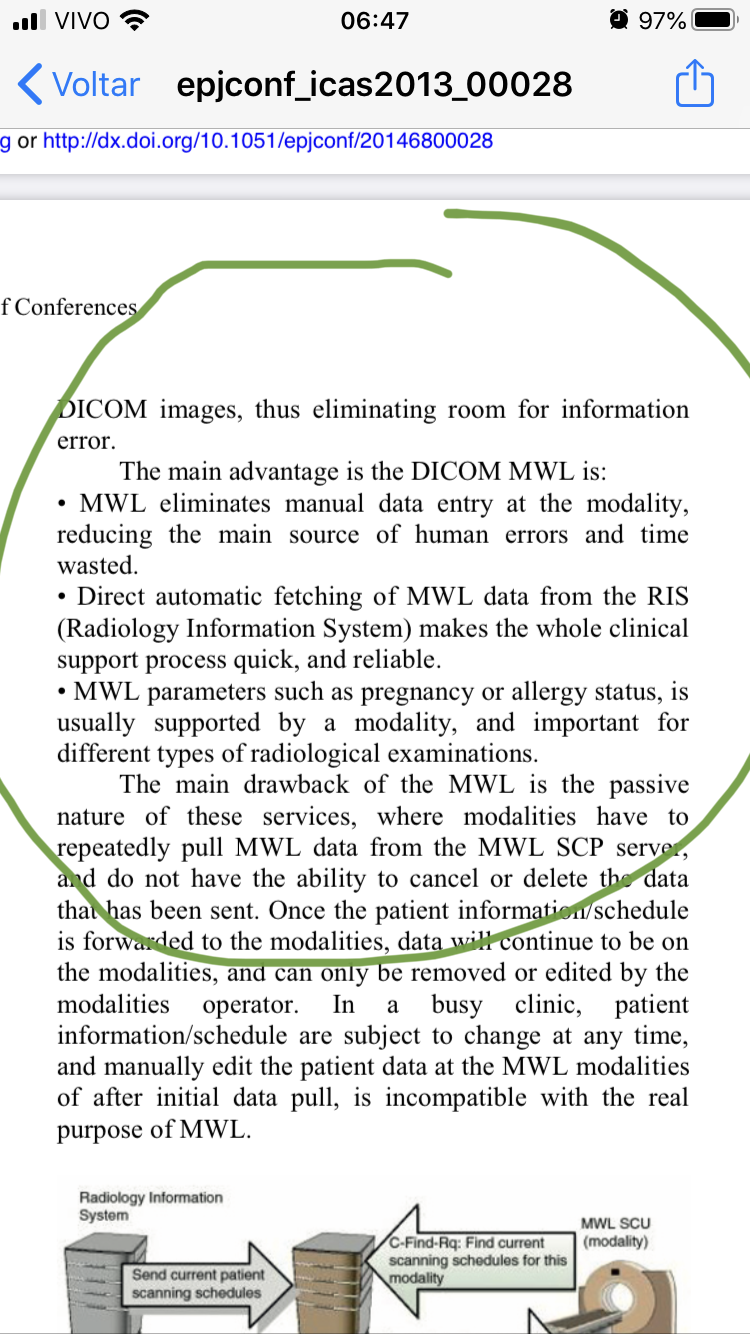 VIVO 06:47 97%
Voltar epjconf_icas2013_00028
g or http://dx.doi.org/10.1051/epjconf/20146800028
f Conferences
DICOM images, thus eliminating room for information
error.
The main advantage is the DICOM MWL is:
• MWL eliminates manual data entry at the modality,
reducing the main source of human errors and time
wasted.
• Direct automatic fetching of MWL data from the RIS
(Radiology Information System) makes the whole clinical
support process quick, and reliable.
• MWL parameters such as pregnancy or allergy status, is
usually supported by a modality, and important for
different types of radiological examinations.
The main drawback of the MWL is the passive
nature of these services, where modalities have to
repeatedly pull MWL data from the MWL SCP server,
and do not have the ability to cancel or delete the data
that has been sent. Once the patient information/schedule
is forwarded to the modalities, data will continue to be on
the modalities, and can only be removed or edited by the
modalities operator. In a busy clinic, patient
information/schedule are subject to change at any time,
and manually edit the patient data at the MWL modalities
of after initial data pull, is incompatible with the real
purpose of MWL.
Radiology Information
System
Send current patient
scanning schedules
C-Find-Rq: Find current
scanning schedules for this
modality
MWL SCU
(modality)